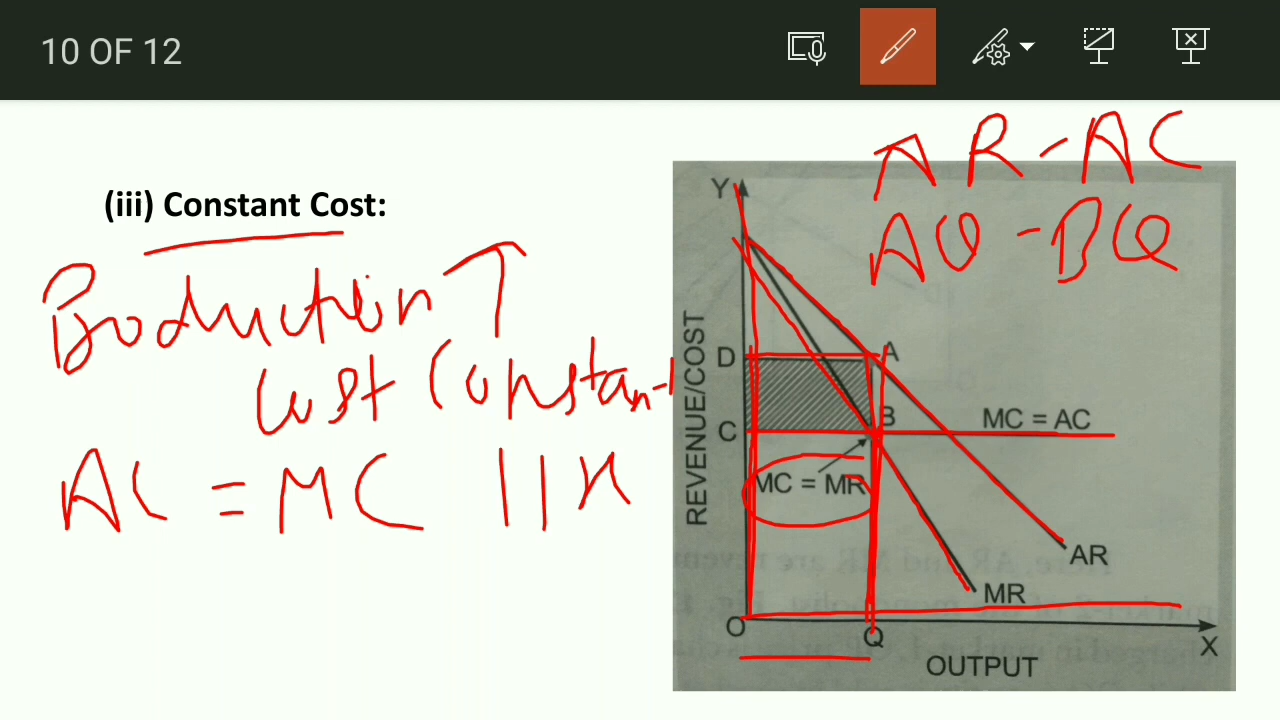 10 OF 12
(iii) Constant Cost:
Production ↑
Cost Constan-
AC = MC || x
AR - AC
AQ - BQ
Y
REVENUE/COST
D
A
B
C
MC = AC
MC = MR
AR
MR
O
Q
X
OUTPUT